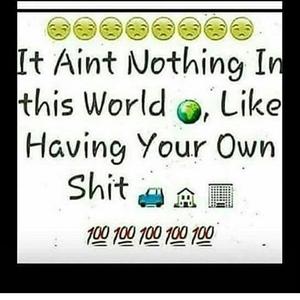 😒😒😒😒😒😒😒😒
It Aint Nothing In
this World 🌍, Like
Having Your Own
Shit 🚙 🏠 🏢
💯 💯 💯 💯 💯